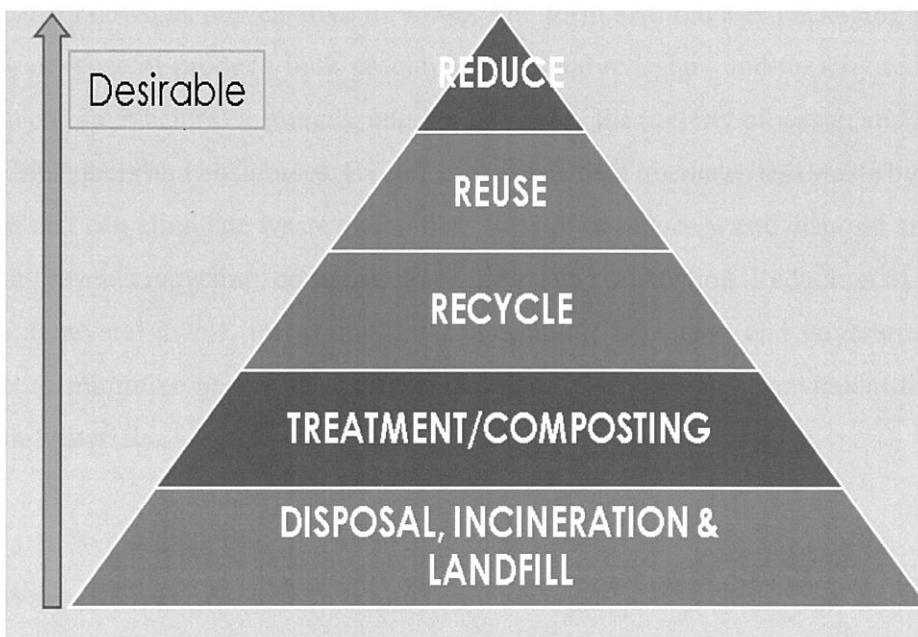 Desirable
REDUCE
REUSE
RECYCLE
TREATMENT/COMPOSTING
DISPOSAL, INCINERATION &
LANDFILL